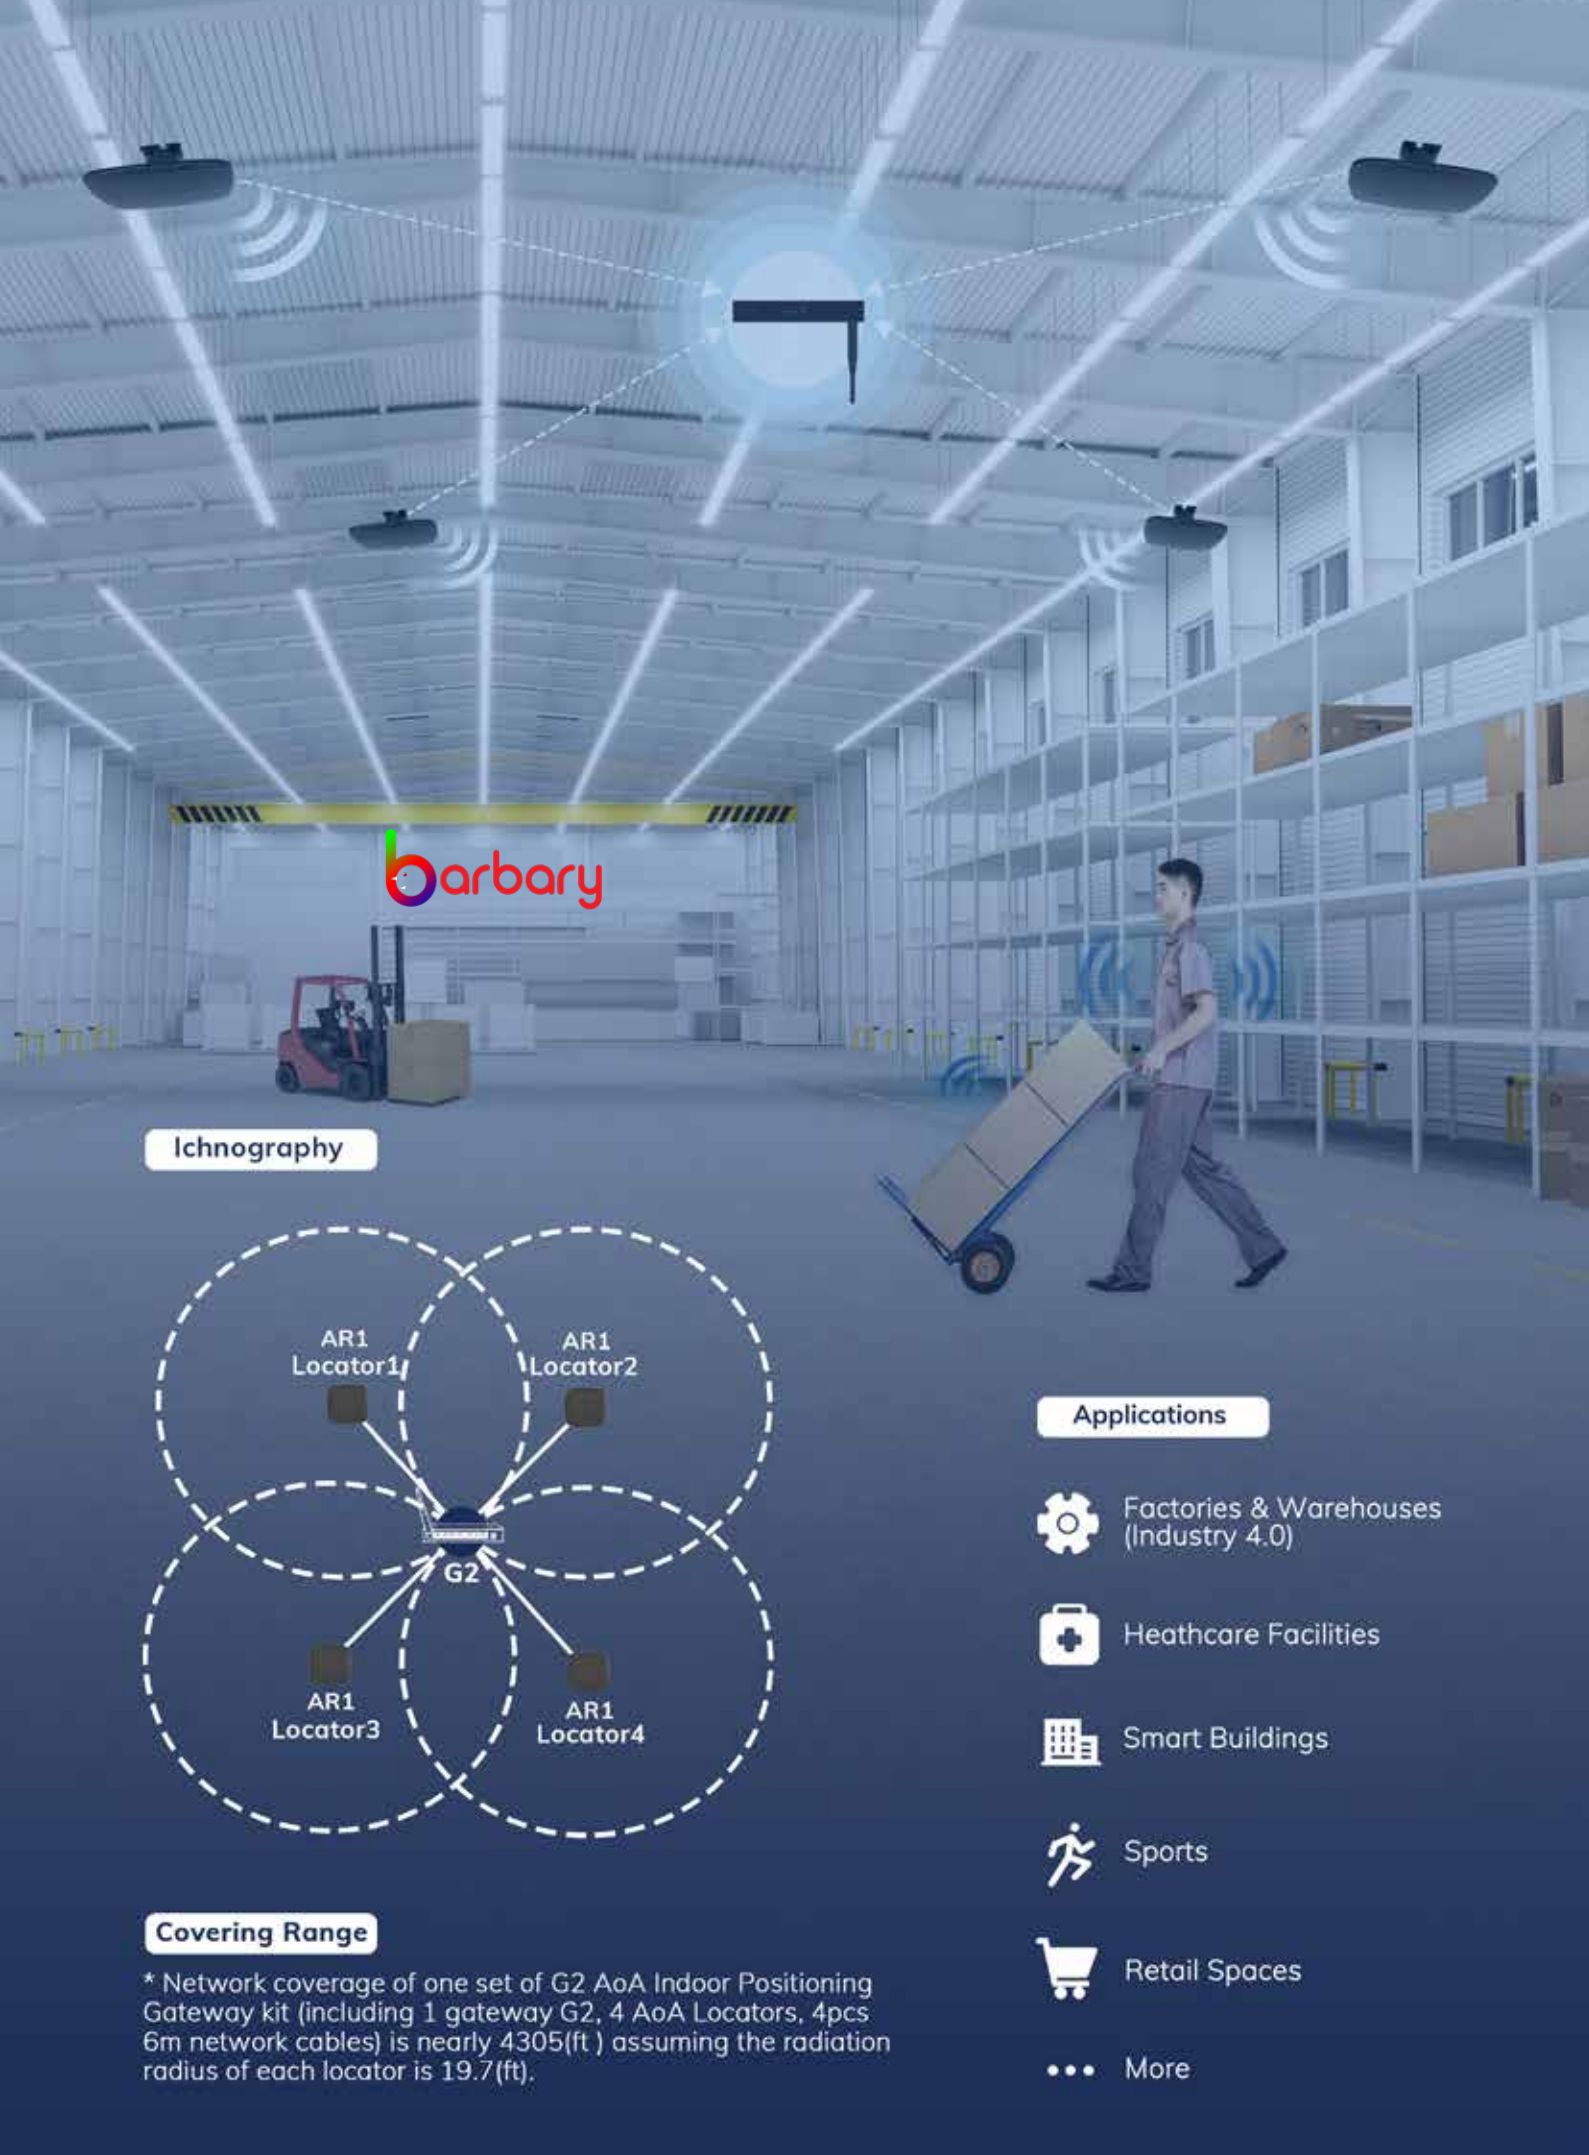 barbary
Ichnography
AR1
Locator1
AR1
Locator2
G2
AR1
Locator3
AR1
Locator4
Applications
Factories & Warehouses
(Industry 4.0)
Heathcare Facilities
Smart Buildings
Sports
Retail Spaces
More
Covering Range
* Network coverage of one set of G2 AoA Indoor Positioning
Gateway kit (including 1 gateway G2, 4 AoA Locators, 4pcs
6m network cables) is nearly 4305(ft ) assuming the radiation
radius of each locator is 19.7(ft).